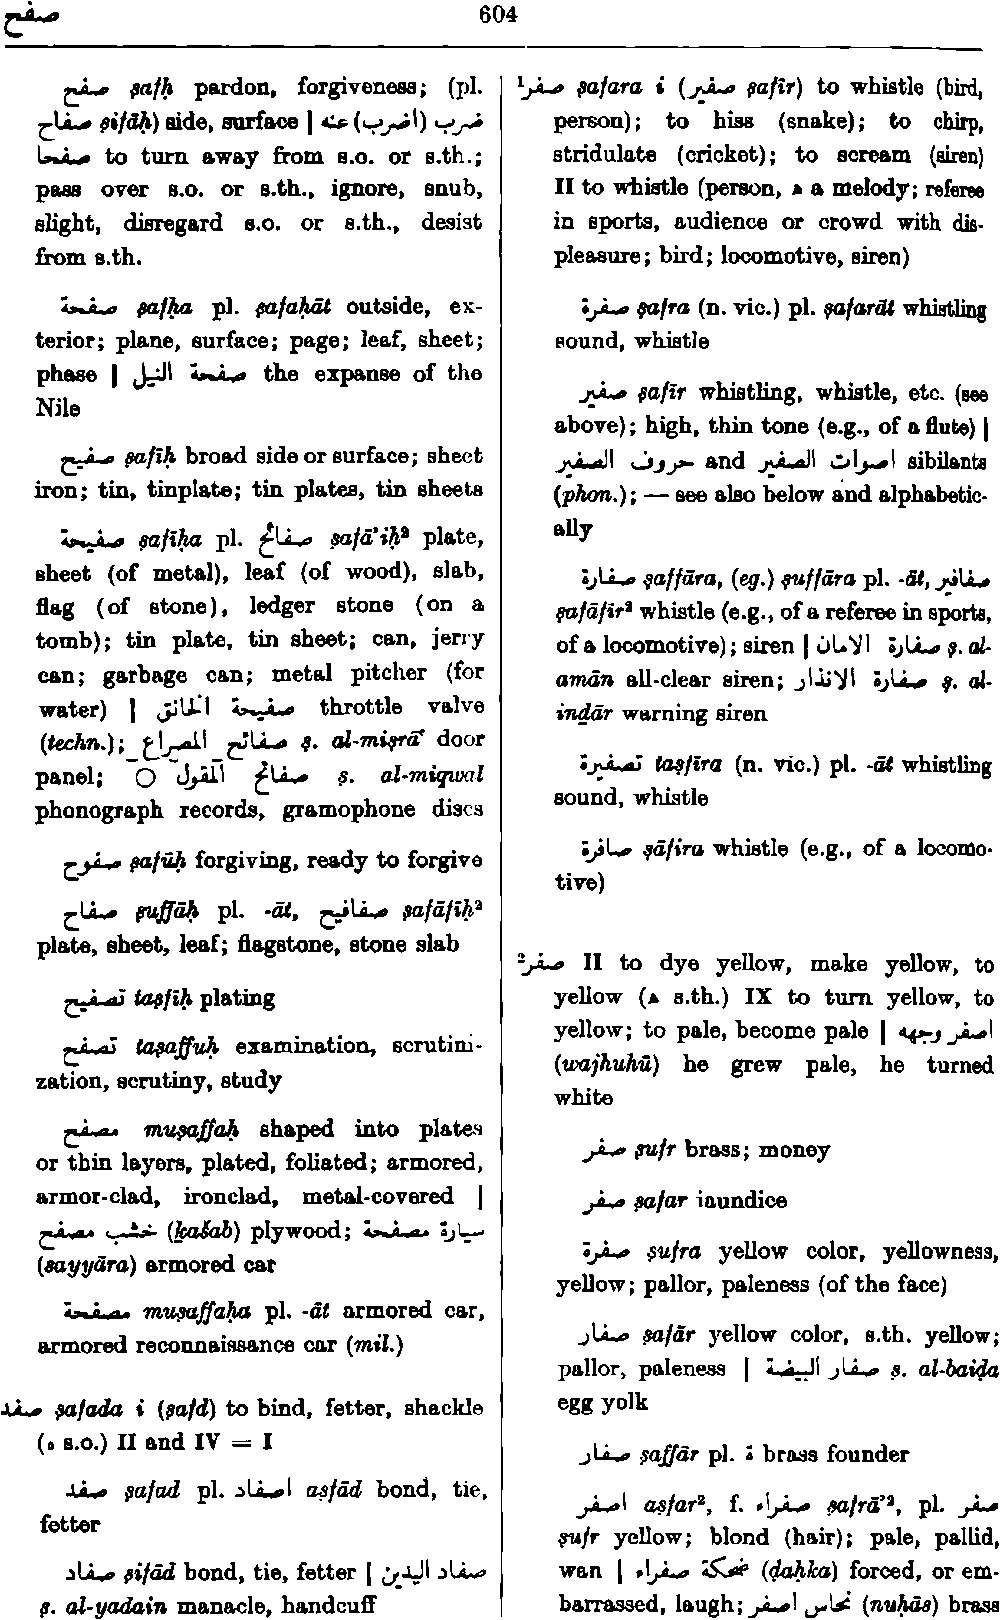 صفح
604
صفح ṣafḥ pardon, forgiveness; (pl.
صفاح ṣifāḥ) side, surface | ضرب (اضرب) عنه
صفحا to turn away from s.o. or s.th.;
pass over s.o. or s.th., ignore, snub,
slight, disregard s.o. or s.th., desist
from s.th.
صفحة ṣafḥa pl. ṣafaḥāt outside, ex-
terior; plane, surface; page; leaf, sheet;
phase | صفحة النيل the expanse of the
Nile
صفيح ṣafīḥ broad side or surface; sheet
iron; tin, tinplate; tin plates, tin sheets
صفيحة ṣafīḥa pl. صفائح ṣafā'iḥ² plate,
sheet (of metal), leaf (of wood), slab,
flag (of stone), ledger stone (on a
tomb); tin plate, tin sheet; can, jerry
can; garbage can; metal pitcher (for
water) | صفيحة الخانق throttle valve
(techn.); صفائح المصراع ṣ. al-miṣrāʿ door
panel; ○ صفائح المقول ṣ. al-miqwal
phonograph records, gramophone discs
صفوح ṣafūḥ forgiving, ready to forgive
صفاح ṣuffāḥ pl. -āt, صفافيح ṣafāfīḥ²
plate, sheet, leaf; flagstone, stone slab
تصفيح taṣfīḥ plating
تصفح taṣaffuḥ examination, scrutini-
zation, scrutiny, study
مصفح muṣaffaḥ shaped into plates
or thin layers, plated, foliated; armored,
armor-clad, ironclad, metal-covered |
خشب مصفح (ḵašab) plywood; سيارة مصفحة
(sayyāra) armored car
مصفحة muṣaffaḥa pl. -āt armored car,
armored reconnaissance car (mil.)
صفد ṣafada i (ṣafd) to bind, fetter, shackle
(ه s.o.) II and IV = I
صفد ṣafad pl. اصفاد aṣfād bond, tie,
fetter
صفاد ṣifād bond, tie, fetter | صفاد اليدين
ṣ. al-yadain manacle, handcuff
¹صفر ṣafara i (صفير ṣafīr) to whistle (bird,
person); to hiss (snake); to chirp,
stridulate (cricket); to scream (siren)
II to whistle (person, ه a melody; referee
in sports, audience or crowd with dis-
pleasure; bird; locomotive, siren)
صفرة ṣafra (n. vic.) pl. ṣafarāt whistling
sound, whistle
صفير ṣafīr whistling, whistle, etc. (see
above); high, thin tone (e.g., of a flute) |
حروف الصفير and اصوات الصفير sibilants
(phon.); — see also below and alphabetic-
ally
صفارة ṣaffāra, (eg.) ṣuffāra pl. -āt, صفافير
ṣafāfir² whistle (e.g., of a referee in sports,
of a locomotive); siren | صفارة الامان ṣ. al-
amān all-clear siren; صفارة الانذار ṣ. al-
inḏār warning siren
تصفيرة taṣfīra (n. vic.) pl. -āt whistling
sound, whistle
صافرة ṣāfira whistle (e.g., of a locomo-
tive)
²صفر II to dye yellow, make yellow, to
yellow (ه s.th.) IX to turn yellow, to
yellow; to pale, become pale | اصفر وجهه
(wajhuhū) he grew pale, he turned
white
صفر ṣufr brass; money
صفر ṣafar iaundice
صفرة ṣufra yellow color, yellowness,
yellow; pallor, paleness (of the face)
صفار ṣafār yellow color, s.th. yellow;
pallor, paleness | صفار البيضة ṣ. al-baiḍa
egg yolk
صفار ṣaffār pl. ة brass founder
اصفر aṣfar², f. صفراء ṣafrā'², pl. صفر
ṣufr yellow; blond (hair); pale, pallid,
wan | ضحكة صفراء (ḍaḥka) forced, or em-
barrassed, laugh; نحاس اصفر (nuḥās) brass